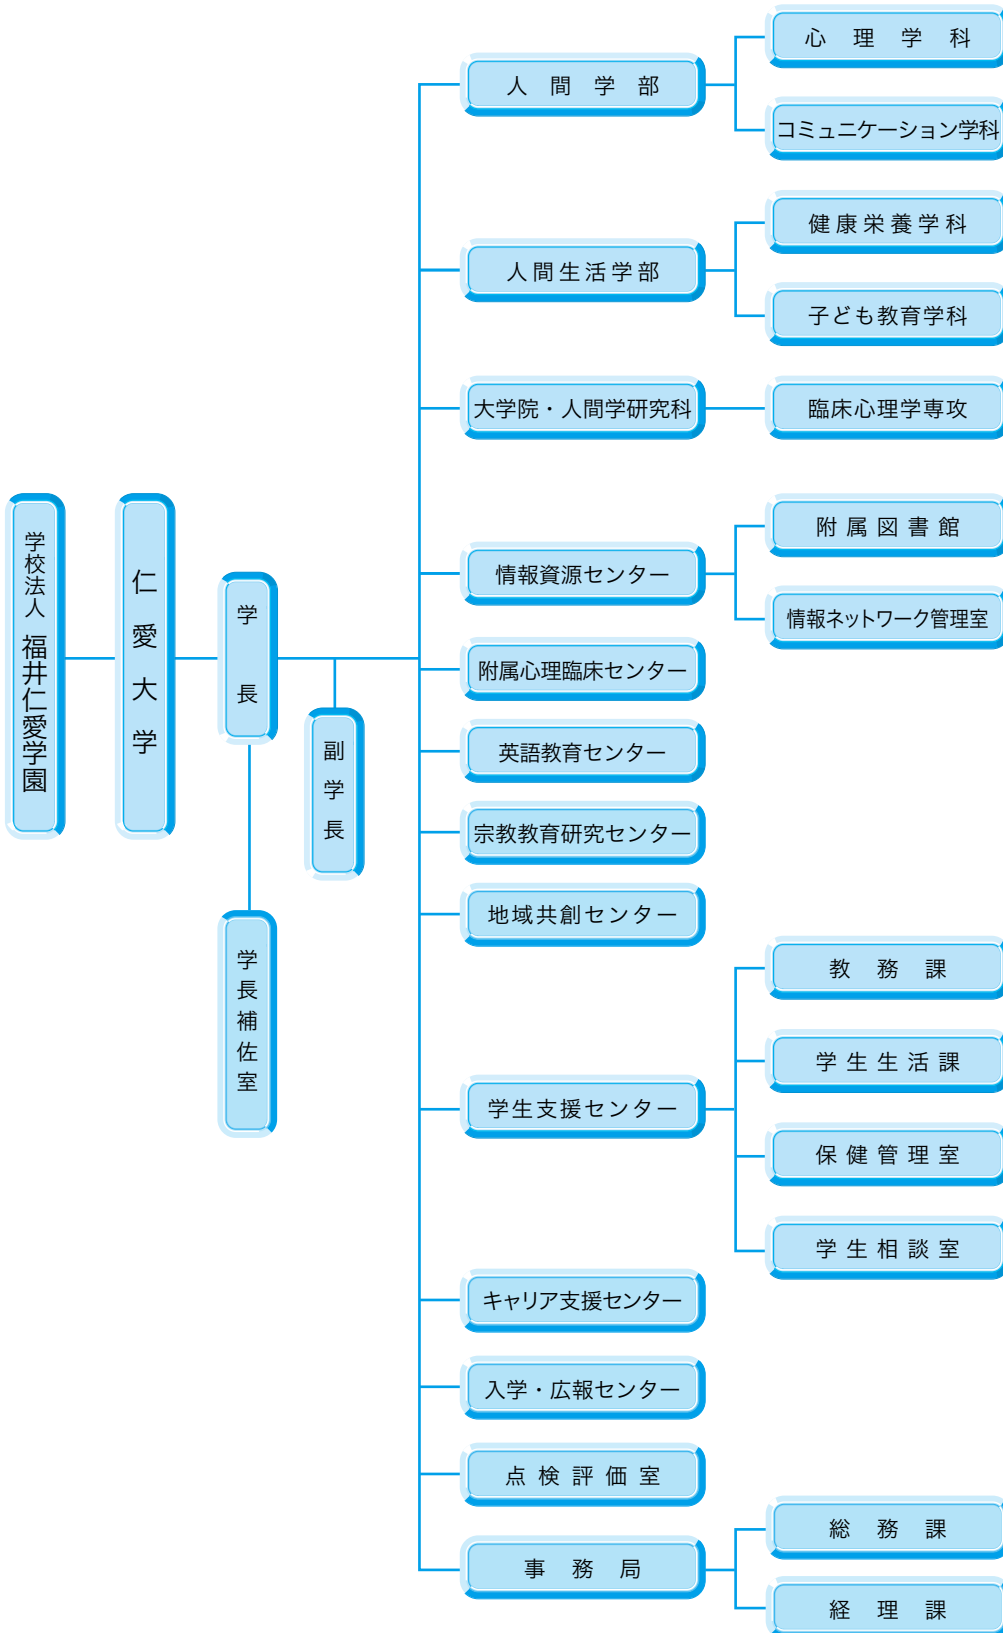 学校法人 福井仁愛学園
仁愛大学
学長
副学長
学長補佐室
人間学部
心理学科
コミュニケーション学科
人間生活学部
健康栄養学科
子ども教育学科
大学院・人間学研究科
臨床心理学専攻
情報資源センター
附属図書館
情報ネットワーク管理室
附属心理臨床センター
英語教育センター
宗教教育研究センター
地域共創センター
学生支援センター
教務課
学生生活課
保健管理室
学生相談室
キャリア支援センター
入学・広報センター
点検評価室
事務局
総務課
経理課